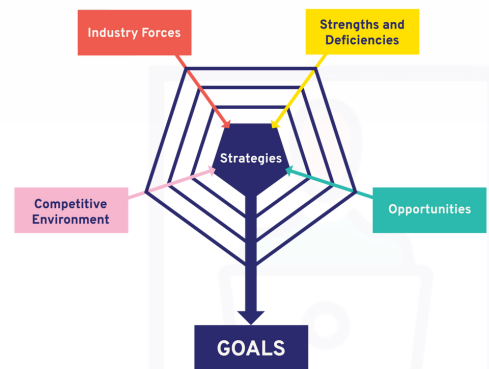 Industry Forces
Strengths and
Deficiencies
Strategies
Competitive
Environment
Opportunities
GOALS